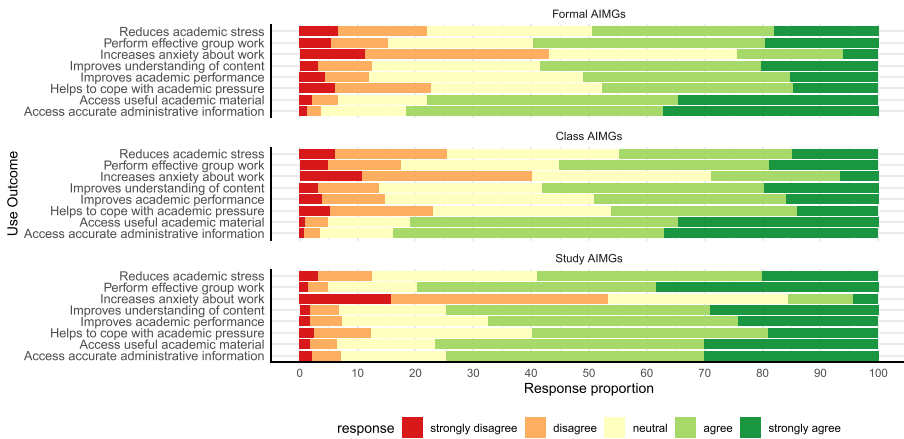 Formal AIMGs
Reduces academic stress
Perform effective group work
Increases anxiety about work
Improves understanding of content
Improves academic performance
Helps to cope with academic pressure
Access useful academic material
Access accurate administrative information
Class AIMGs
Reduces academic stress
Perform effective group work
Increases anxiety about work
Improves understanding of content
Improves academic performance
Helps to cope with academic pressure
Access useful academic material
Access accurate administrative information
Use Outcome
Study AIMGs
Reduces academic stress
Perform effective group work
Increases anxiety about work
Improves understanding of content
Improves academic performance
Helps to cope with academic pressure
Access useful academic material
Access accurate administrative information
0 10 20 30 40 50 60 70 80 90 100
Response proportion
response strongly disagree disagree neutral agree strongly agree